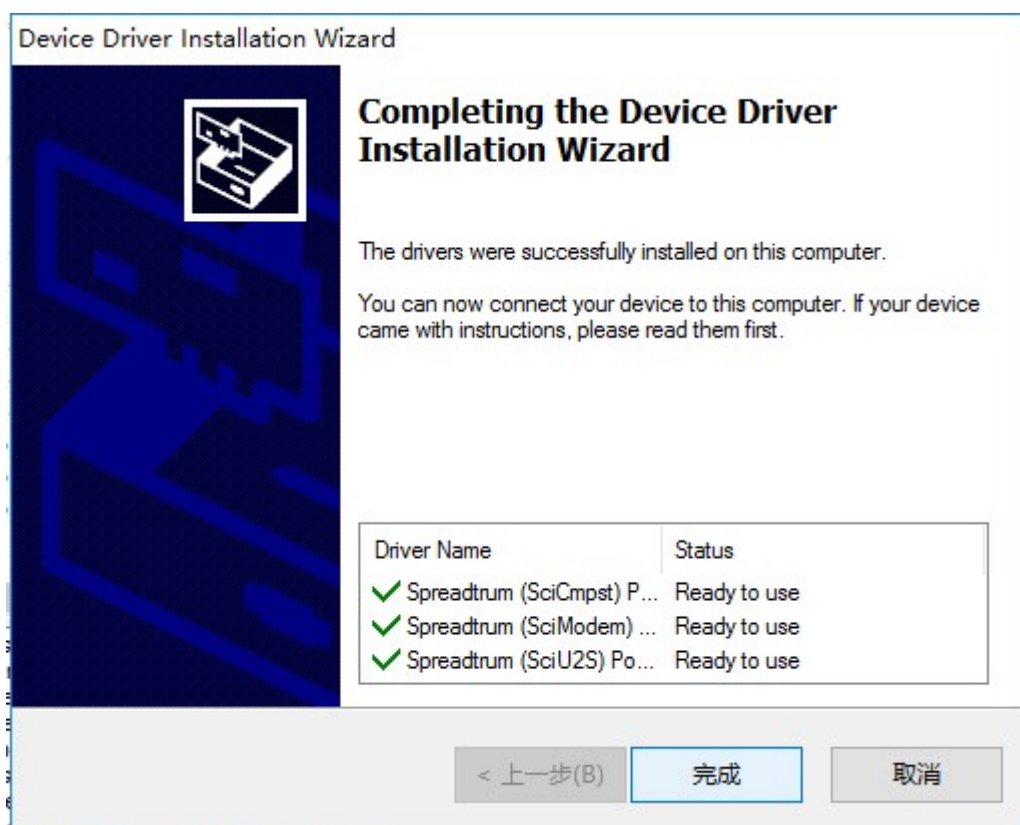 Device Driver Installation Wizard
Completing the Device Driver
Installation Wizard
The drivers were successfully installed on this computer.
You can now connect your device to this computer. If your device
came with instructions, please read them first.
Driver Name Status
Spreadtrum (SciCmpst) P... Ready to use
Spreadtrum (SciModem) ... Ready to use
Spreadtrum (SciU2S) Po... Ready to use
< 上一步(B) 完成 取消